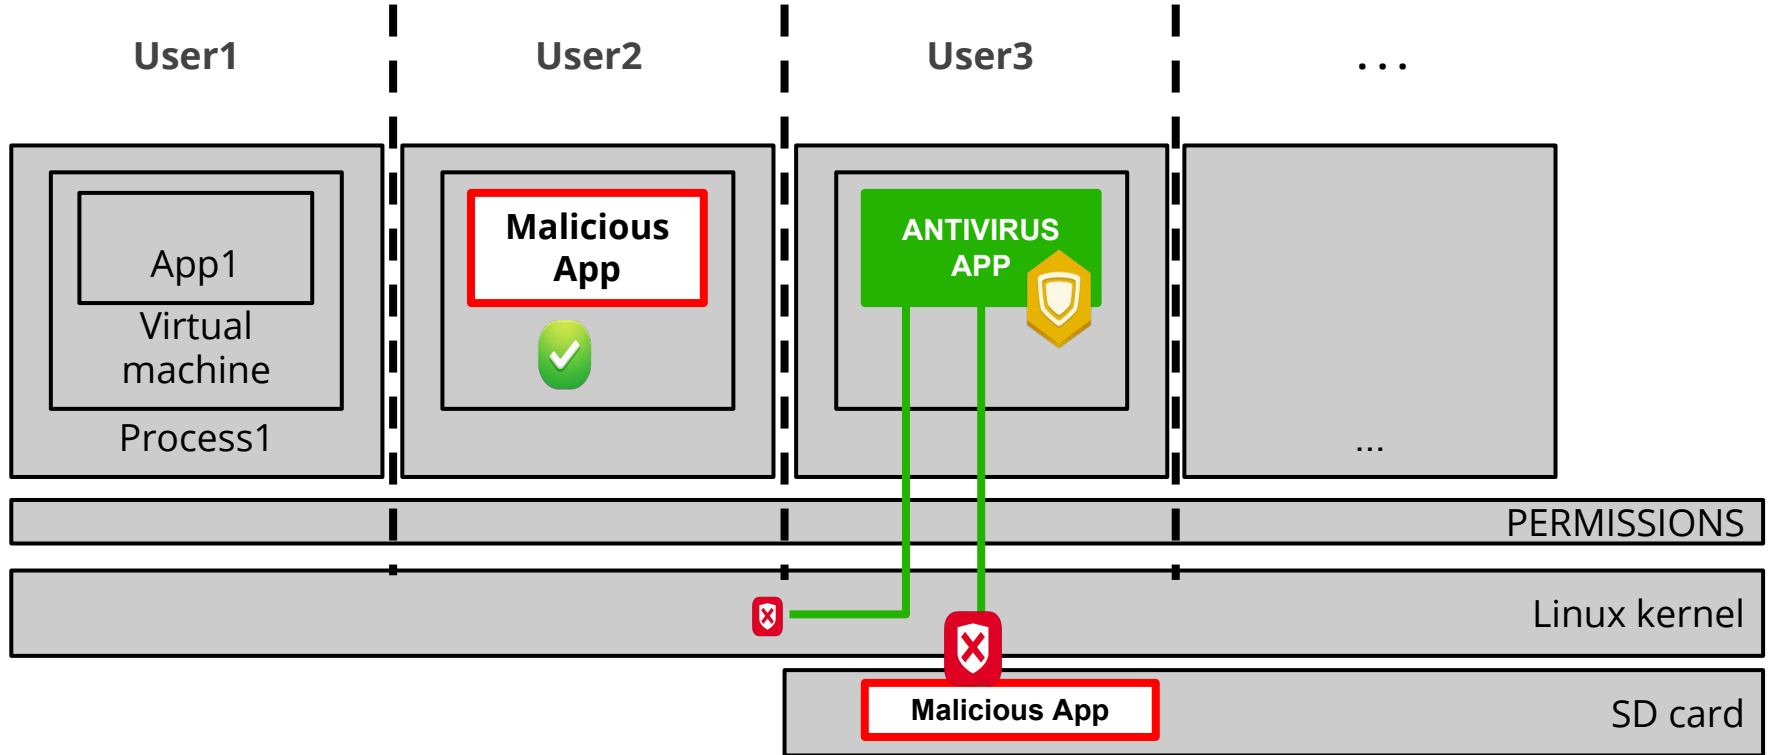 User1
User2
User3
...
App1
Virtual
machine
Process1
Malicious
App
ANTIVIRUS
APP
...
PERMISSIONS
Linux kernel
Malicious App
SD card